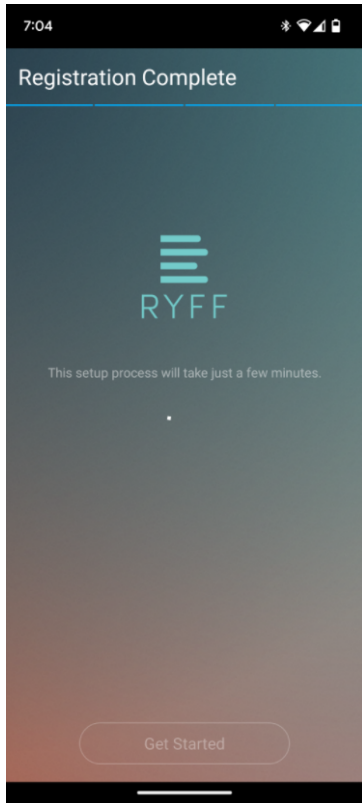 7:04
Registration Complete
RYFF
This setup process will take just a few minutes.
Get Started